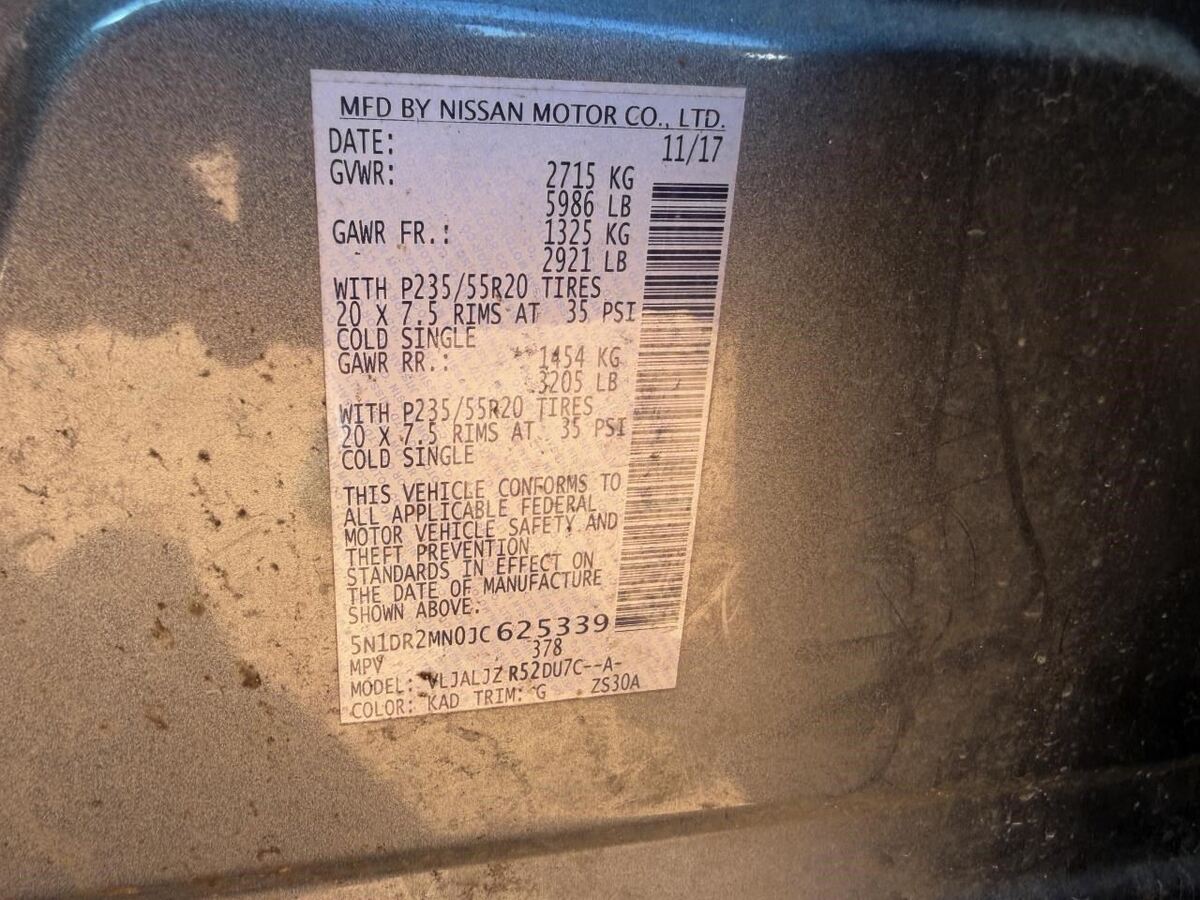 MFD BY NISSAN MOTOR CO., LTD.
DATE: 11/17
GVWR: 2715 KG
5986 LB
GAWR FR.: 1325 KG
2921 LB
WITH P235/55R20 TIRES
20 X 7.5 RIMS AT 35 PSI
COLD SINGLE
GAWR RR.: 1454 KG
3205 LB
WITH P235/55R20 TIRES
20 X 7.5 RIMS AT 35 PSI
COLD SINGLE
THIS VEHICLE CONFORMS TO
ALL APPLICABLE FEDERAL
MOTOR VEHICLE SAFETY AND
THEFT PREVENTION
STANDARDS IN EFFECT ON
THE DATE OF MANUFACTURE
SHOWN ABOVE.
5N1DR2MN0JC625339
MPV 378
MODEL: VLJALJZ R52DU7C--A-
COLOR: KAD TRIM: G ZS30A